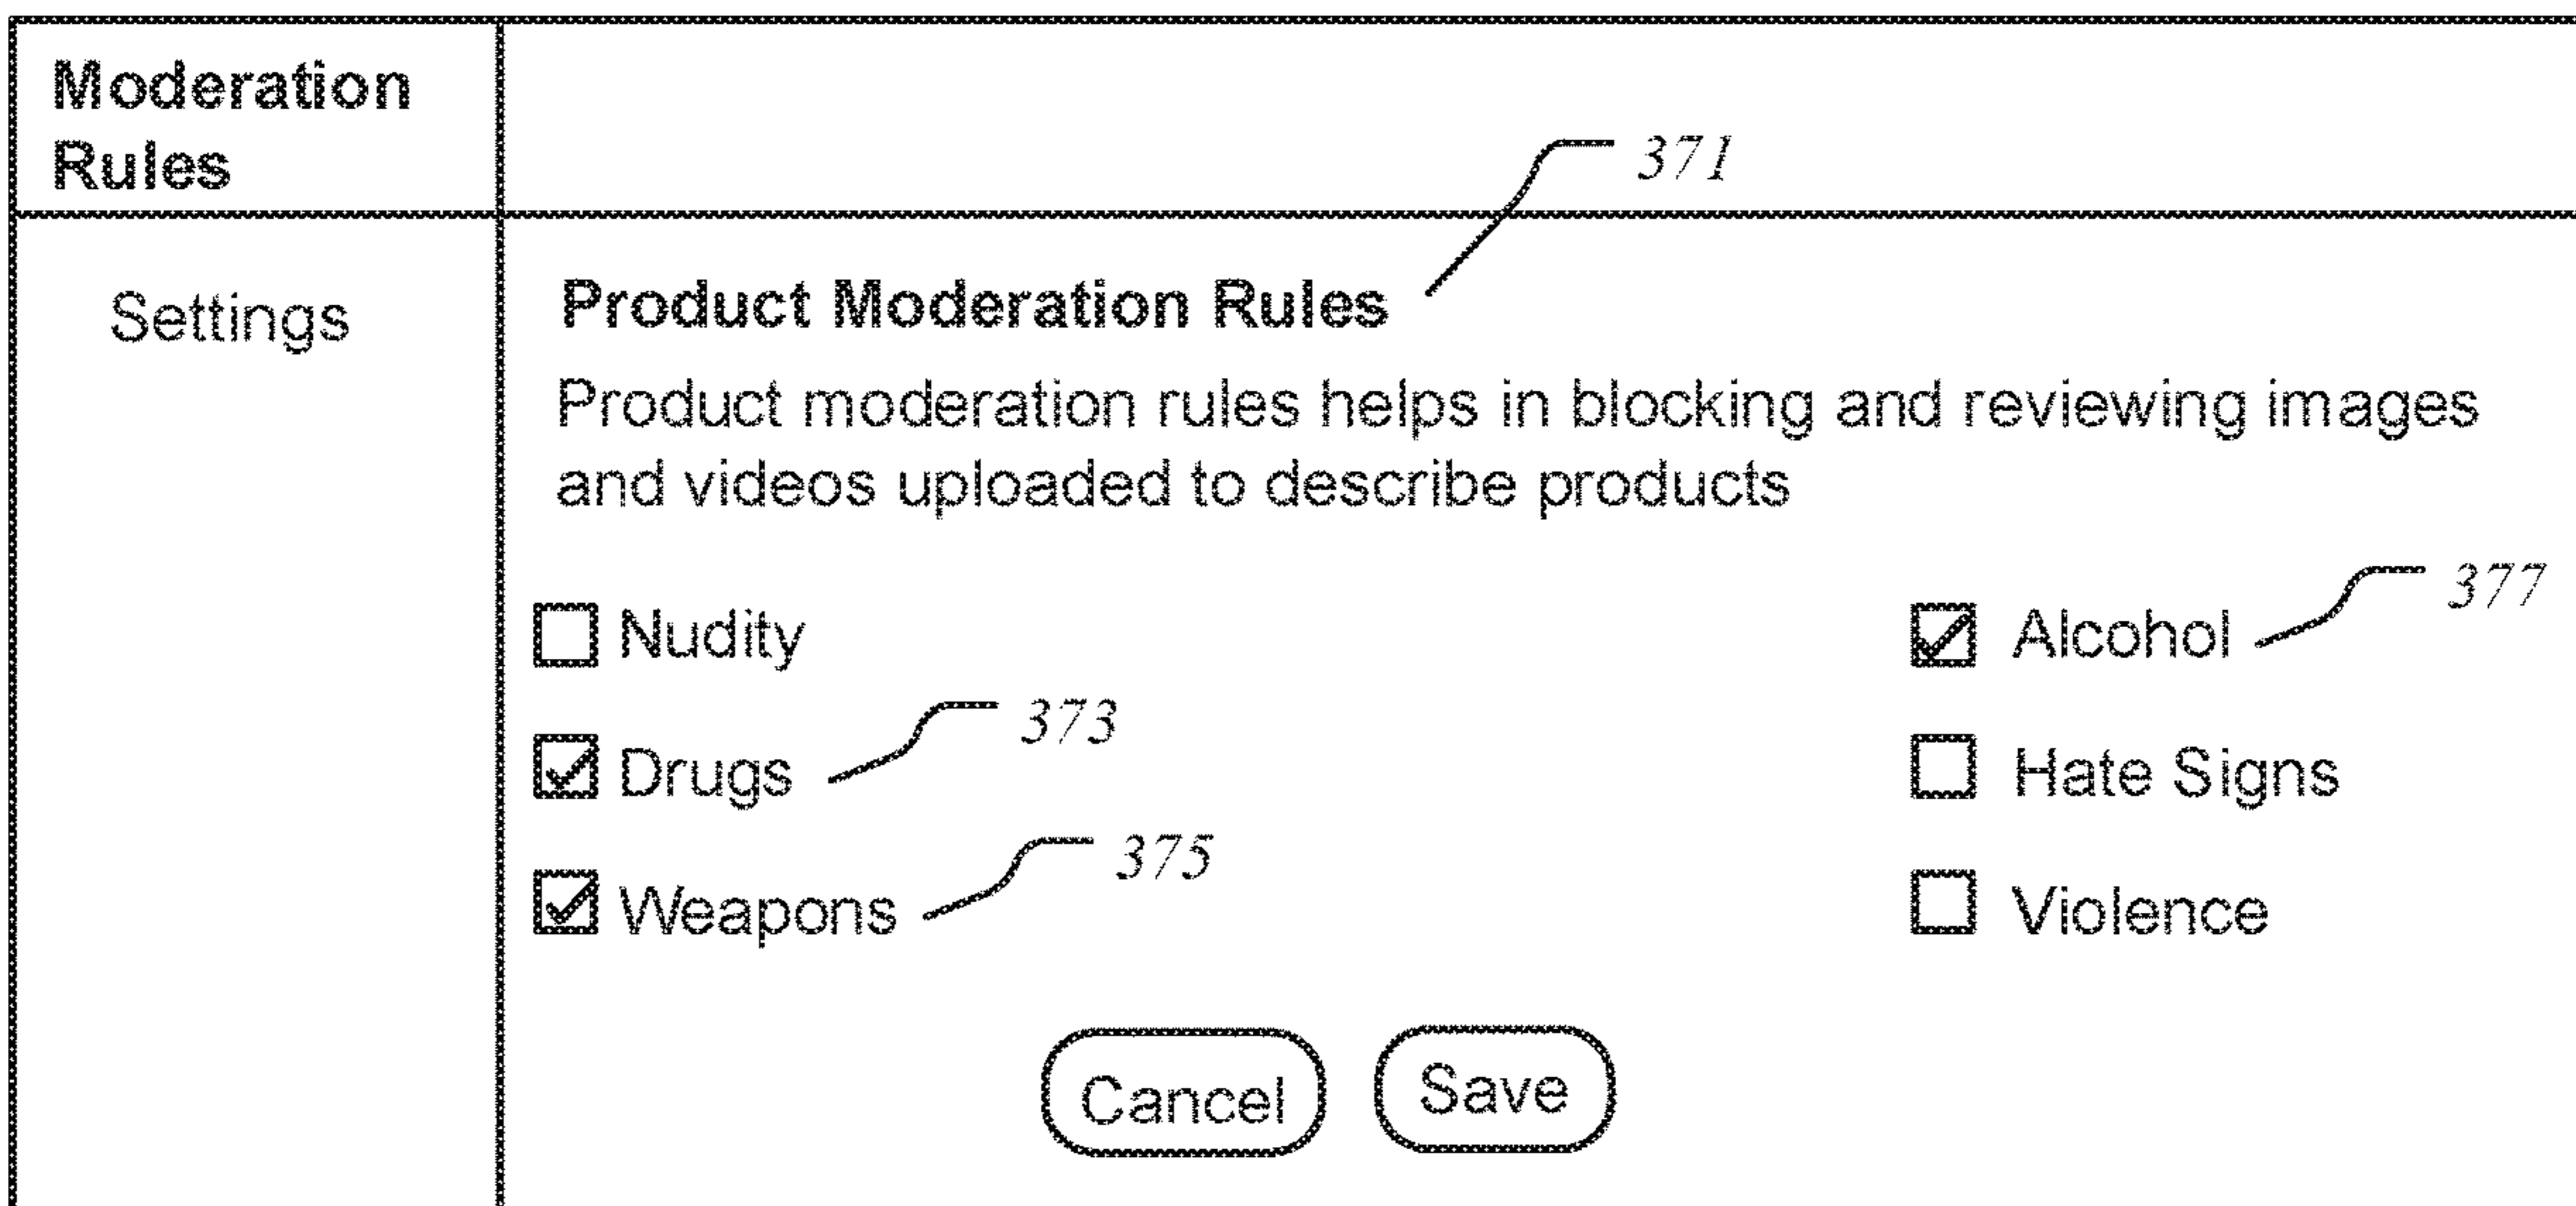 Moderation
Rules
371
Settings
Product Moderation Rules
Product moderation rules helps in blocking and reviewing images
and videos uploaded to describe products
Nudity
Alcohol
377
Drugs
373
Hate Signs
Weapons
375
Violence
Cancel
Save